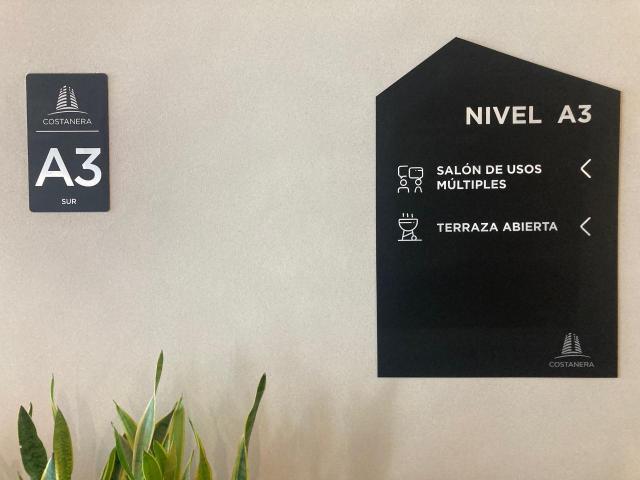 COSTANERA
A3
SUR
NIVEL A3
SALÓN DE USOS
MÚLTIPLES
TERRAZA ABIERTA
COSTANERA